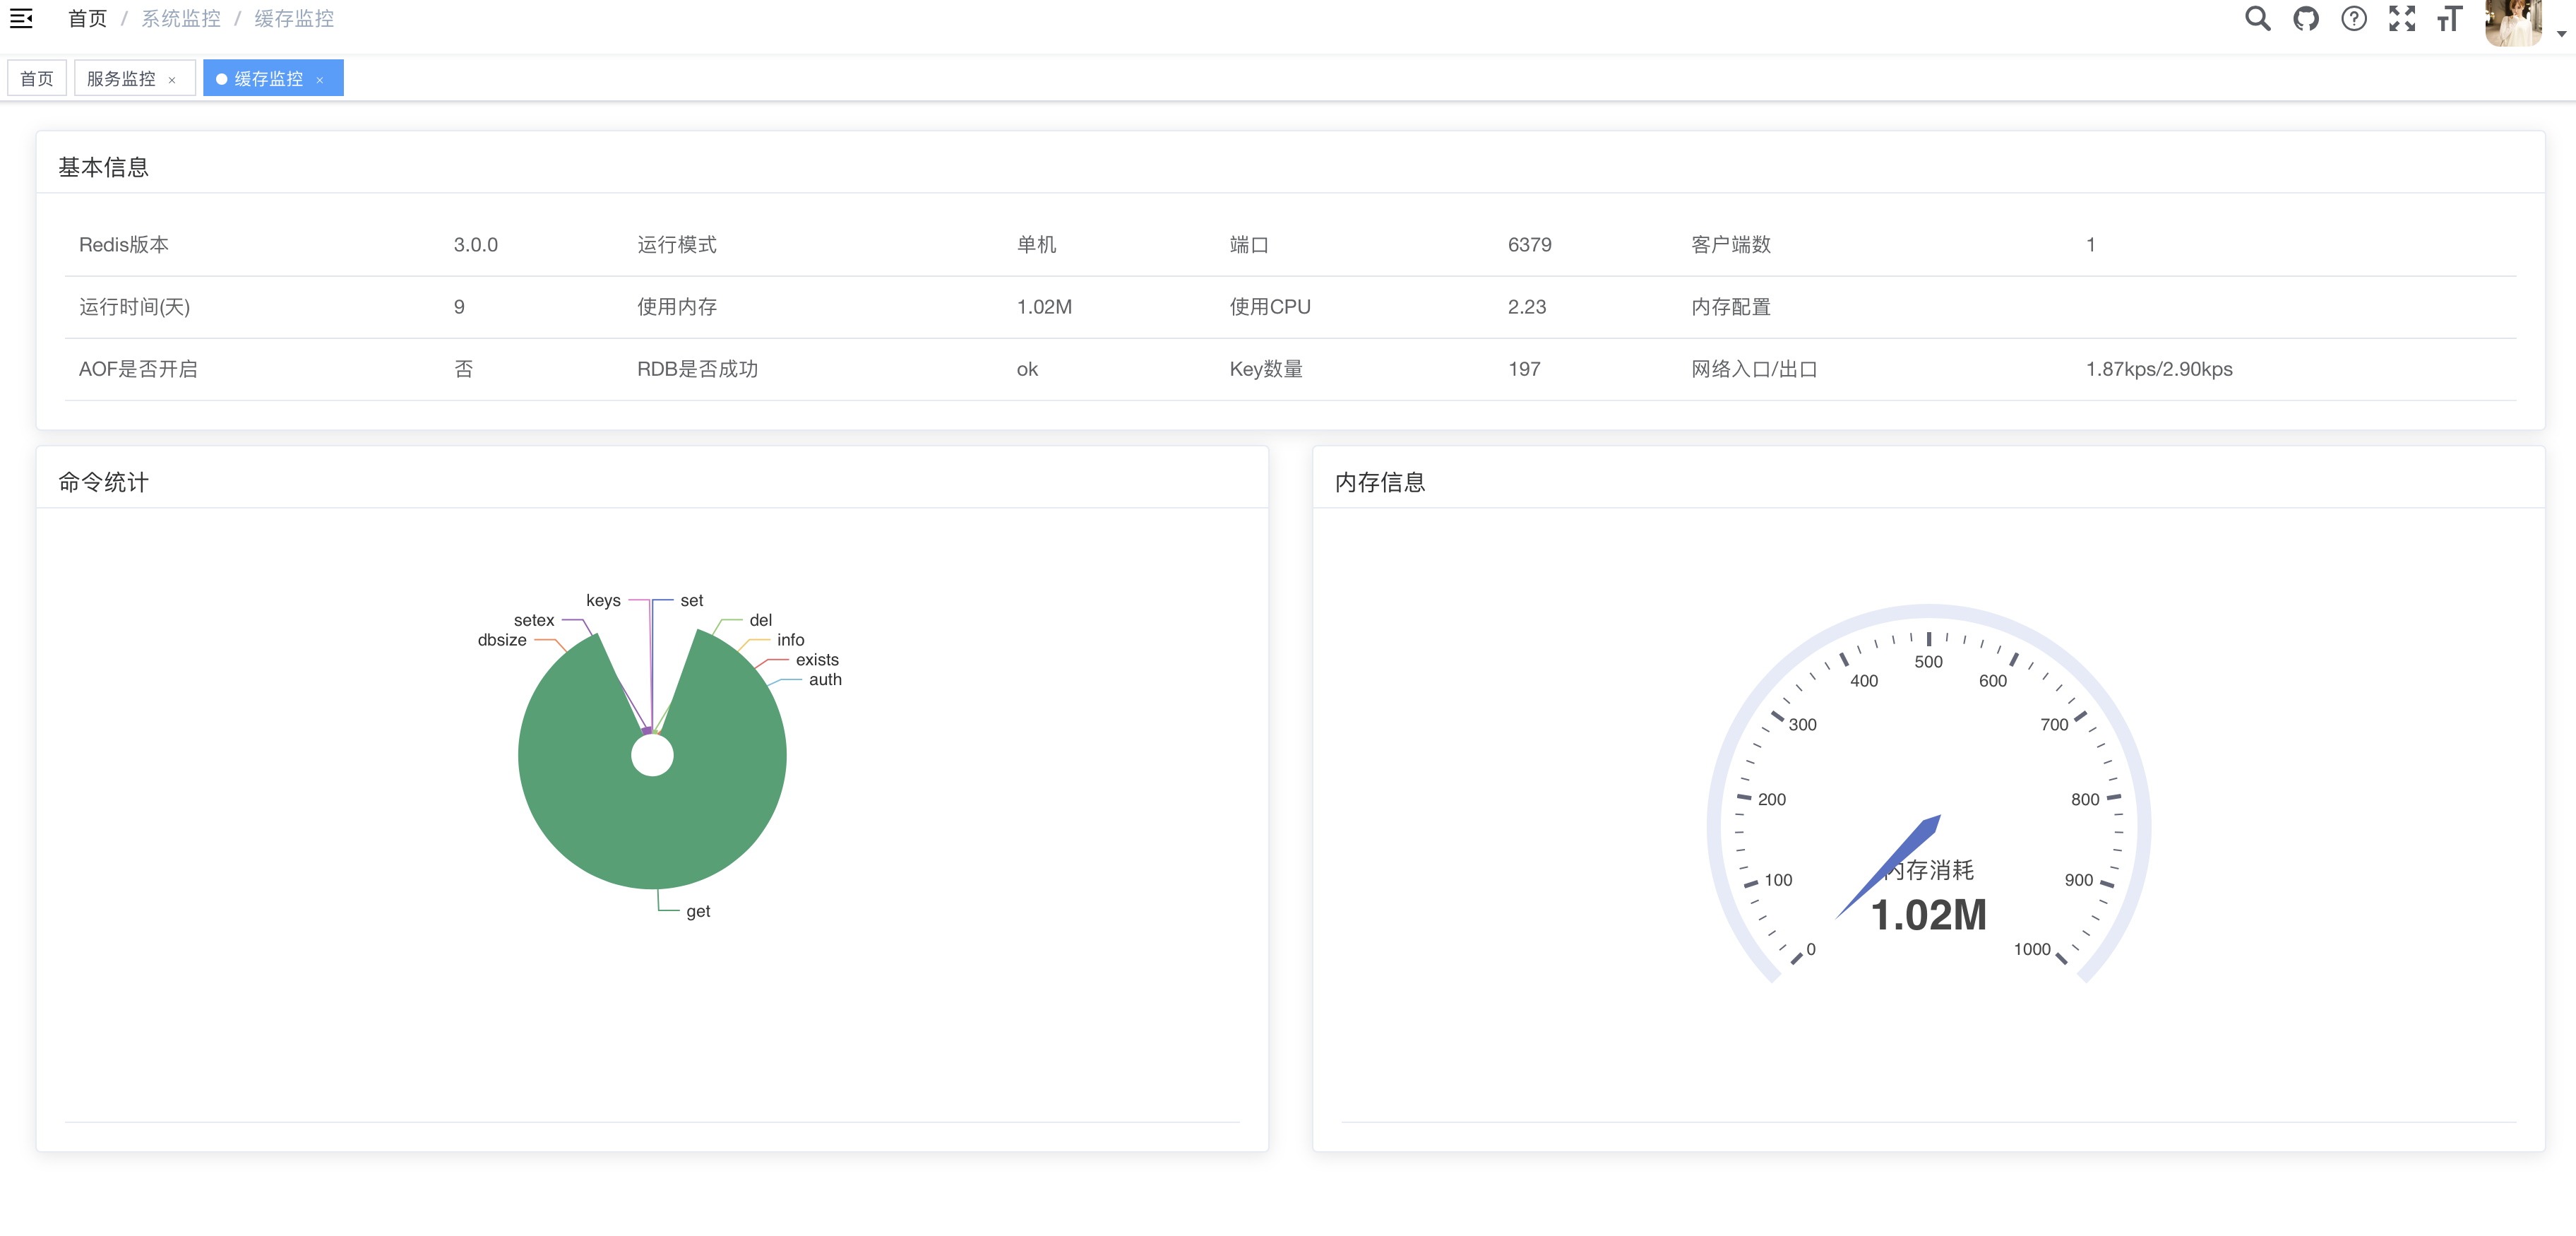 首页 / 系统监控 / 缓存监控
首页 服务监控 × 缓存监控 ×
基本信息
Redis版本 3.0.0 运行模式 单机 端口 6379 客户端数 1
运行时间(天) 9 使用内存 1.02M 使用CPU 2.23 内存配置
AOF是否开启 否 RDB是否成功 ok Key数量 197 网络入口/出口 1.87kps/2.90kps
命令统计
keys set
setex del
dbsize info
exists
auth
get
内存信息
500
400 600
300 700
200 800
100 900
0 1000
内存消耗
1.02M